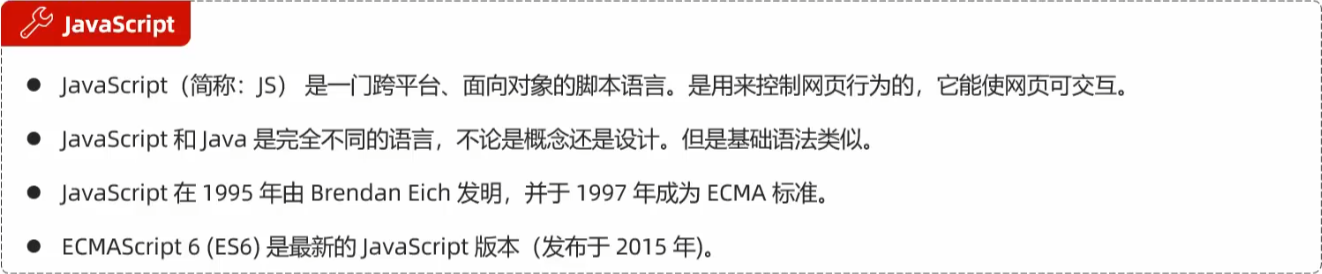 JavaScript
● JavaScript（简称：JS） 是一门跨平台、面向对象的脚本语言。是用来控制网页行为的，它能使网页可交互。
● JavaScript 和 Java 是完全不同的语言，不论是概念还是设计。但是基础语法类似。
● JavaScript 在 1995 年由 Brendan Eich 发明，并于 1997 年成为 ECMA 标准。
● ECMAScript 6 (ES6) 是最新的 JavaScript 版本（发布于 2015 年)。